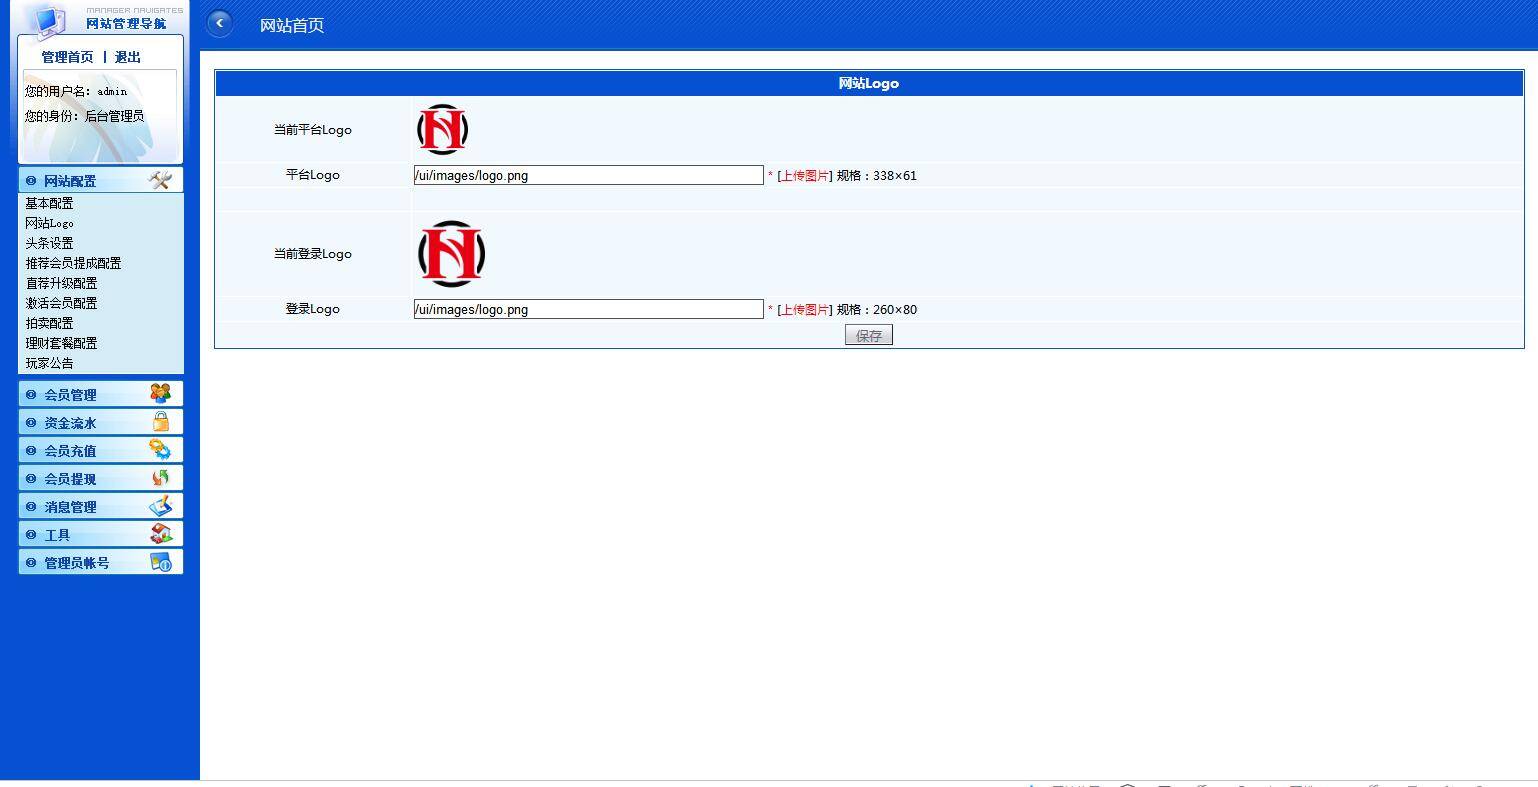 MANAGER NAVIGATES
网站管理导航
管理首页 | 退出
您的用户名：admin
您的身份：后台管理员
网站配置
基本配置
网站Logo
头条设置
推荐会员提成配置
直荐升级配置
激活会员配置
拍卖配置
理财套餐配置
玩家公告
会员管理
资金流水
会员充值
会员提现
消息管理
工具
管理员帐号
网站首页
网站Logo
当前平台Logo
平台Logo /ui/images/logo.png * [上传图片] 规格：338×61
当前登录Logo
登录Logo /ui/images/logo.png * [上传图片] 规格：260×80
保存